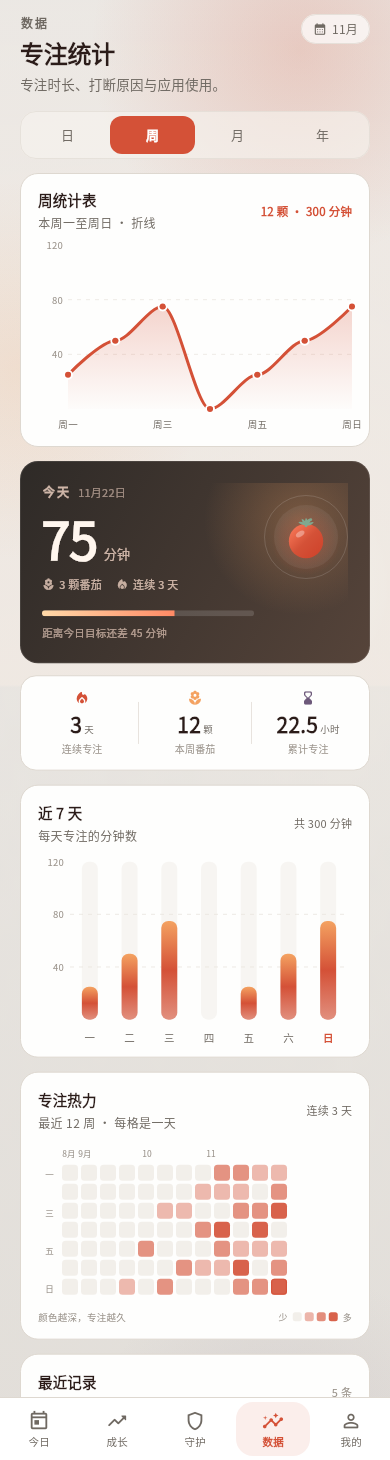 数据
专注统计
11月
专注时长、打断原因与应用使用。
日 周 月 年
周统计表
本周一至周日 · 折线
12 颗 · 300 分钟
120
80
40
周一 周三 周五 周日
今天 11月22日
75 分钟
3 颗番茄 连续 3 天
距离今日目标还差 45 分钟
3 天
连续专注
12 颗
本周番茄
22.5 小时
累计专注
近 7 天
每天专注的分钟数
共 300 分钟
120
80
40
一 二 三 四 五 六 日
专注热力
最近 12 周 · 每格是一天
连续 3 天
8月 9月 10 11
一
三
五
日
颜色越深，专注越久
少 多
最近记录
5 条
今日 成长 守护 数据 我的